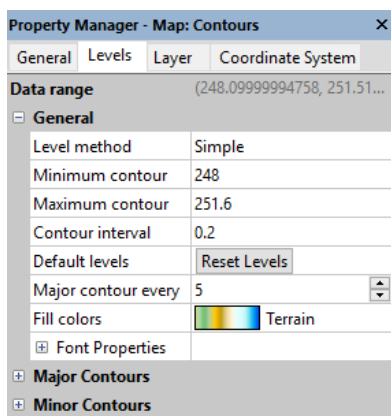 Property Manager - Map: Contours
General Levels Layer Coordinate System
Data range (248.09999994758, 251.51...
General
Level method Simple
Minimum contour 248
Maximum contour 251.6
Contour interval 0.2
Default levels Reset Levels
Major contour every 5
Fill colors Terrain
Font Properties
Major Contours
Minor Contours